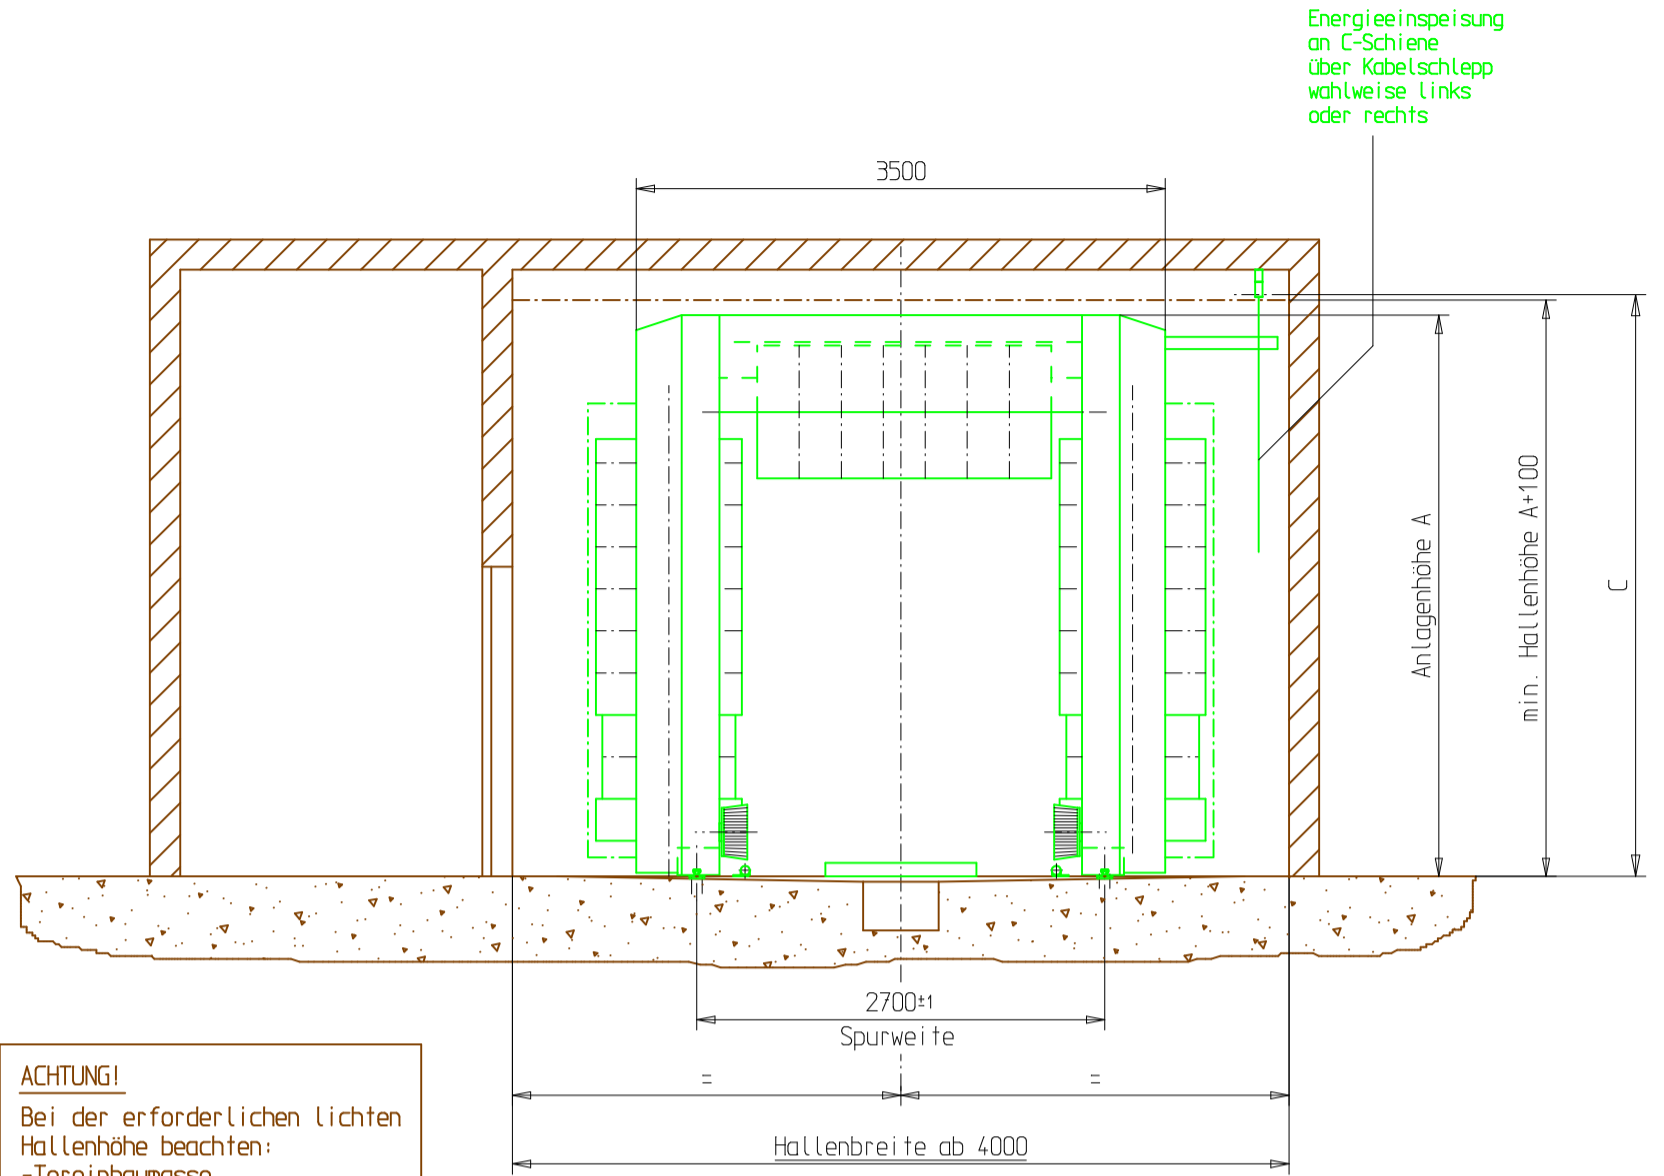 Energieeinspeisung
an C-Schiene
über Kabelschlepp
wahlweise links
oder rechts
3500
Anlagenhöhe A
min. Hallenhöhe A+100
C
2700±1
Spurweite
= =
Hallenbreite ab 4000
ACHTUNG!
Bei der erforderlichen lichten
Hallenhöhe beachten:
-Toreinbaumasse